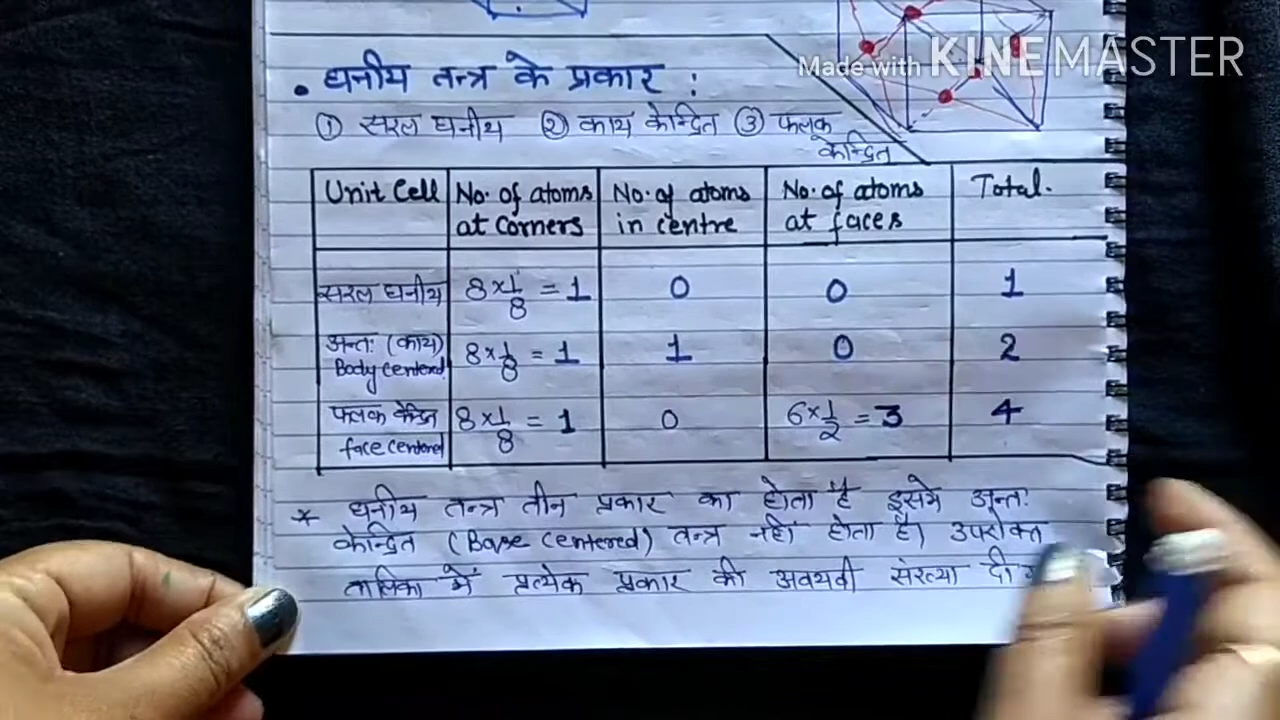 Made with KINEMASTER
• घनीय तन्त्र के प्रकार :
① सरल घनीय ② काय केन्द्रित ③ फलक
केन्द्रित
Unit Cell No. of atoms at Corners No. of atoms in centre No. of atoms at faces Total.
सरल घनीय 8×1/8 = 1 0 0 1
अन्तः (काय) Body centered 8×1/8 = 1 1 0 2
फलक केन्द्रित face centered 8×1/8 = 1 0 6×1/2 = 3 4
* घनीय तन्त्र तीन प्रकार का होता है इसमे अन्तः
केन्द्रित (Base Centered) तन्त्र नहीं होता है। उपरोक्त
तालिका में प्रत्येक प्रकार की अवयवी संख्या दी